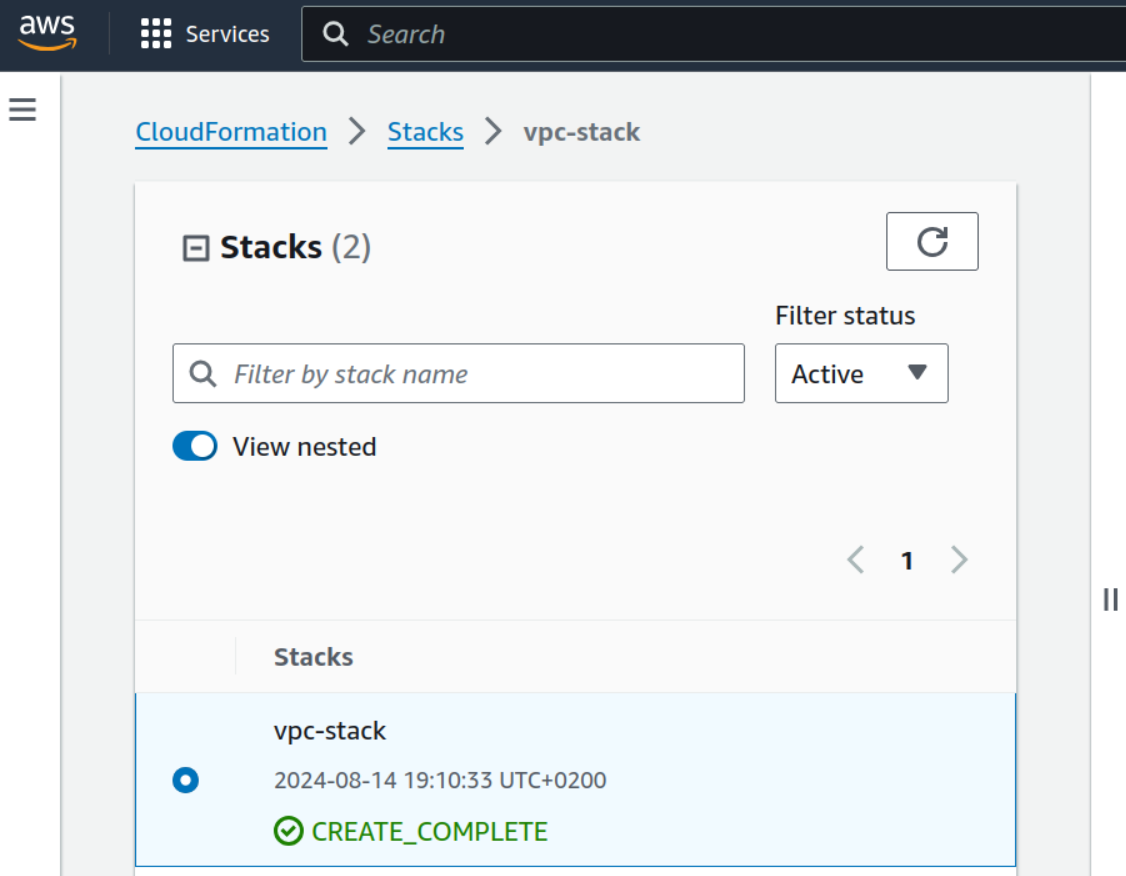 aws Services Search
CloudFormation Stacks vpc-stack
Stacks (2)
Filter status
Filter by stack name Active
View nested
1
Stacks
vpc-stack
2024-08-14 19:10:33 UTC+0200
CREATE_COMPLETE